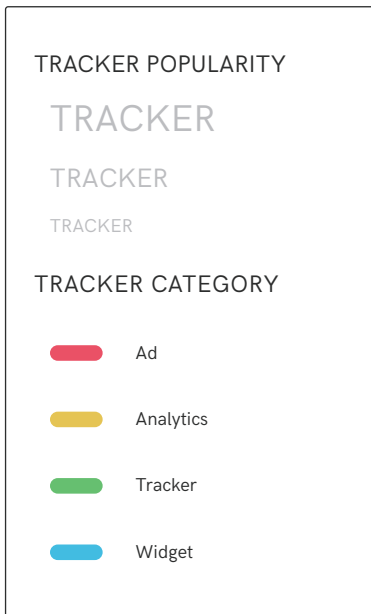 TRACKER POPULARITY
TRACKER
TRACKER
TRACKER
TRACKER CATEGORY
Ad
Analytics
Tracker
Widget